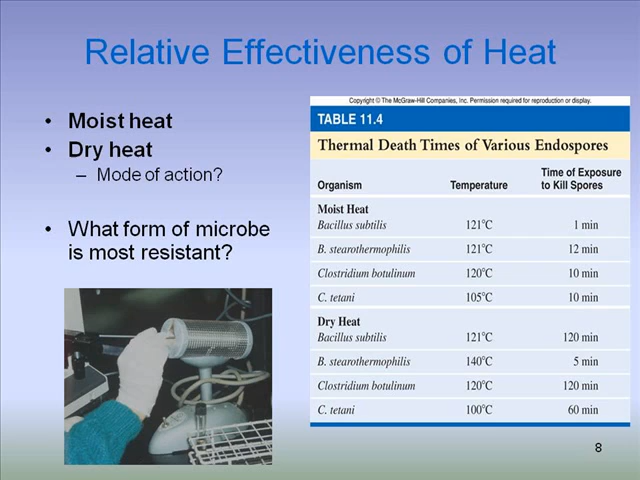 Relative Effectiveness of Heat
• Moist heat
• Dry heat
– Mode of action?
• What form of microbe
is most resistant?
Copyright © The McGraw-Hill Companies, Inc. Permission required for reproduction or display.
TABLE 11.4
Thermal Death Times of Various Endospores
Organism Temperature Time of Exposure
to Kill Spores
Moist Heat
Bacillus subtilis 121°C 1 min
B. stearothermophilis 121°C 12 min
Clostridium botulinum 120°C 10 min
C. tetani 105°C 10 min
Dry Heat
Bacillus subtilis 121°C 120 min
B. stearothermophilis 140°C 5 min
Clostridium botulinum 120°C 120 min
C. tetani 100°C 60 min
8